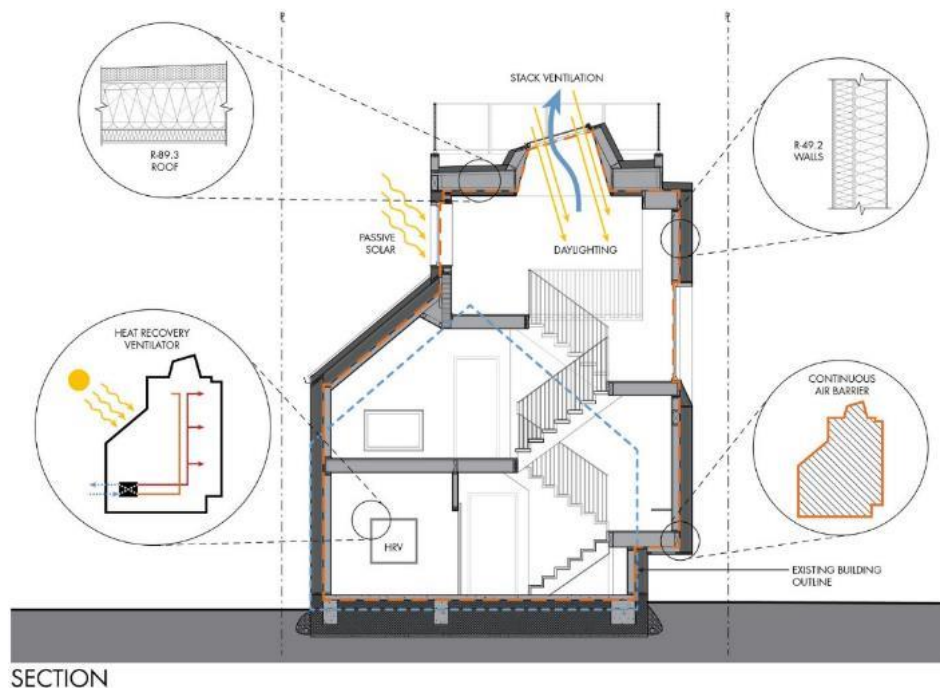 STACK VENTILATION
R-89.3
ROOF
R-49.2
WALLS
PASSIVE
SOLAR
DAYLIGHTING
HEAT RECOVERY
VENTILATOR
CONTINUOUS
AIR BARRIER
HRV
EXISTING BUILDING
OUTLINE
SECTION